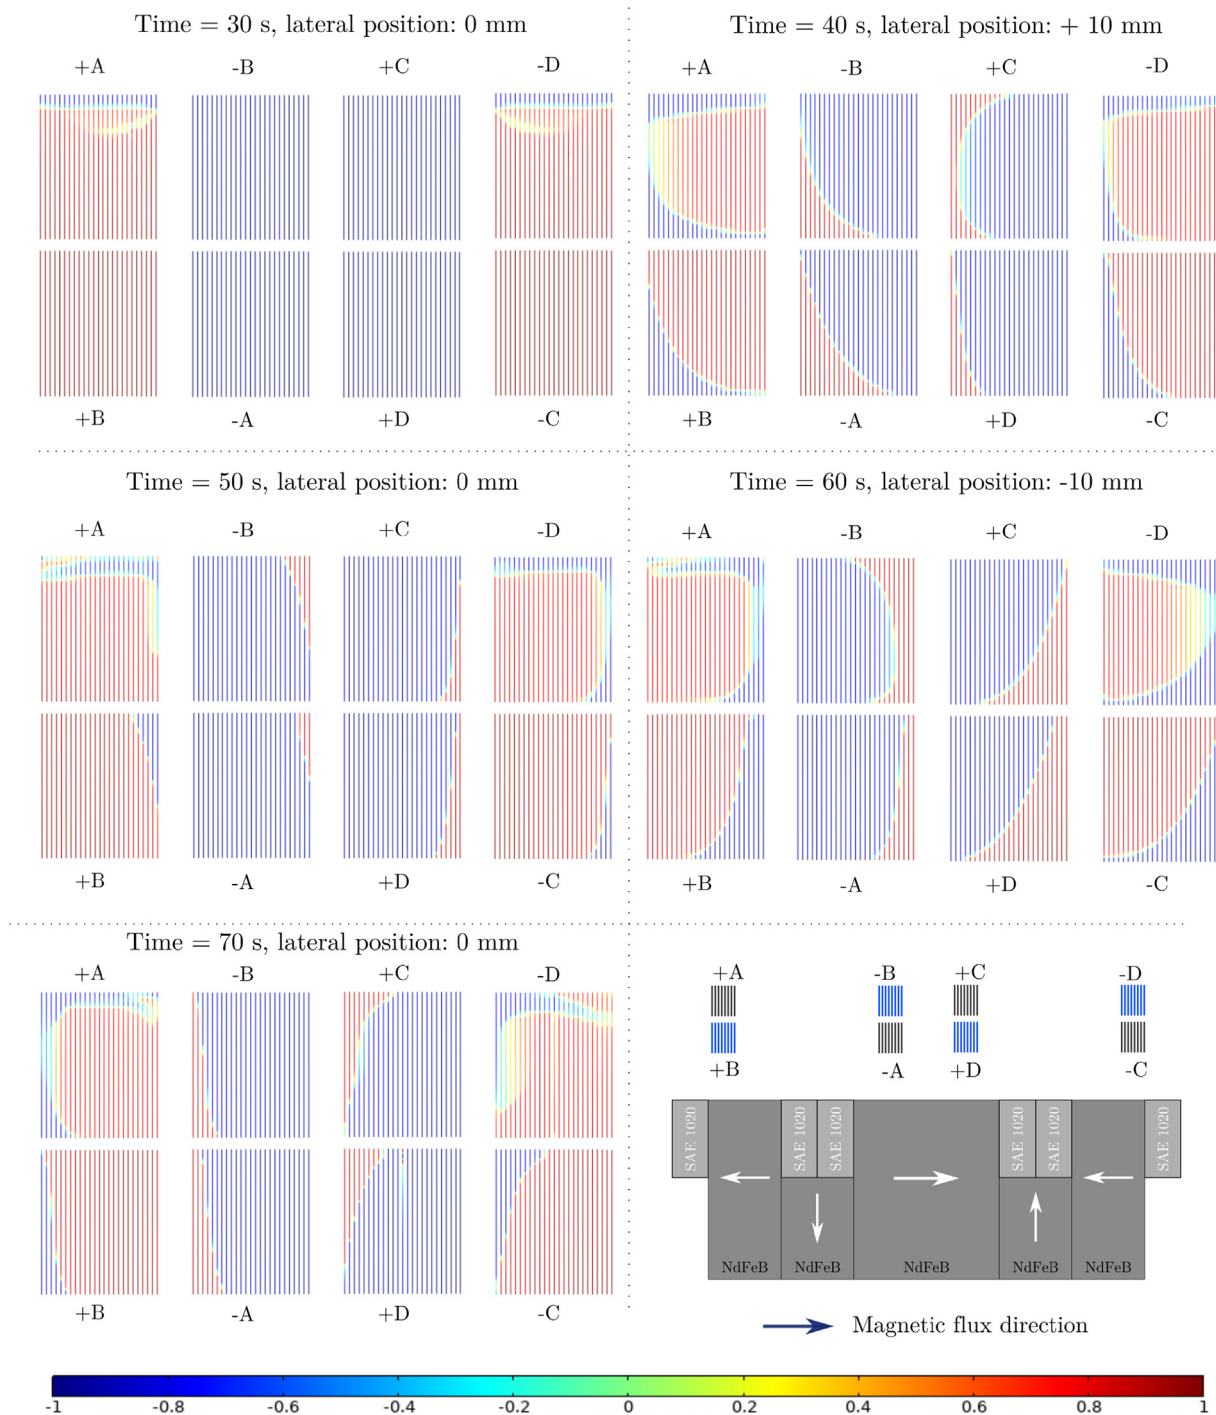 Time = 30 s, lateral position: 0 mm
+A -B +C -D
+B -A +D -C
Time = 40 s, lateral position: + 10 mm
+A -B +C -D
+B -A +D -C
Time = 50 s, lateral position: 0 mm
+A -B +C -D
+B -A +D -C
Time = 60 s, lateral position: -10 mm
+A -B +C -D
+B -A +D -C
Time = 70 s, lateral position: 0 mm
+A -B +C -D
+B -A +D -C
+A -B +C -D
+B -A +D -C
SAE 1020 SAE 1020 SAE 1020 SAE 1020 SAE 1020 SAE 1020
NdFeB NdFeB NdFeB NdFeB NdFeB
Magnetic flux direction
-1 -0.8 -0.6 -0.4 -0.2 0 0.2 0.4 0.6 0.8 1